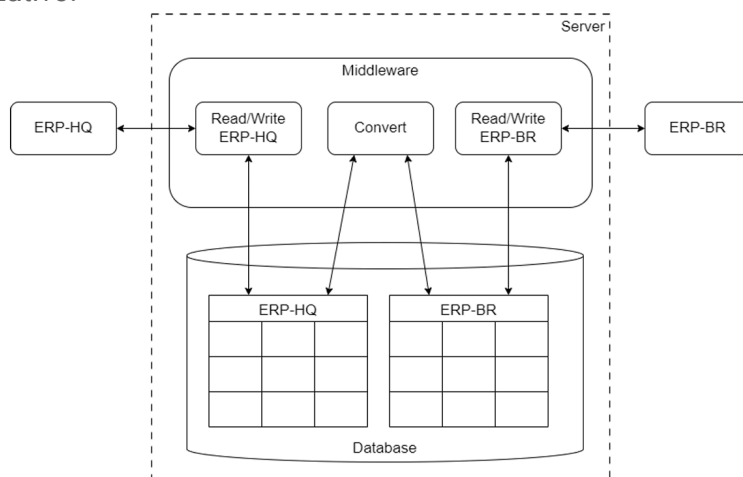 Server
Middleware
ERP-HQ
Read/Write
ERP-HQ
Convert
Read/Write
ERP-BR
ERP-BR
ERP-HQ
ERP-BR
Database